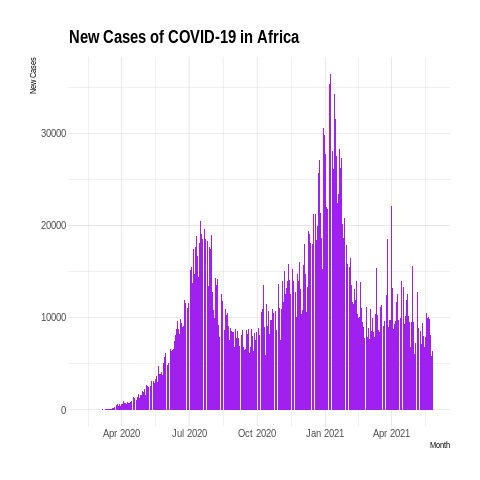 New Cases of COVID-19 in Africa
New Cases
30000
20000
10000
0
Apr 2020 Jul 2020 Oct 2020 Jan 2021 Apr 2021
Month